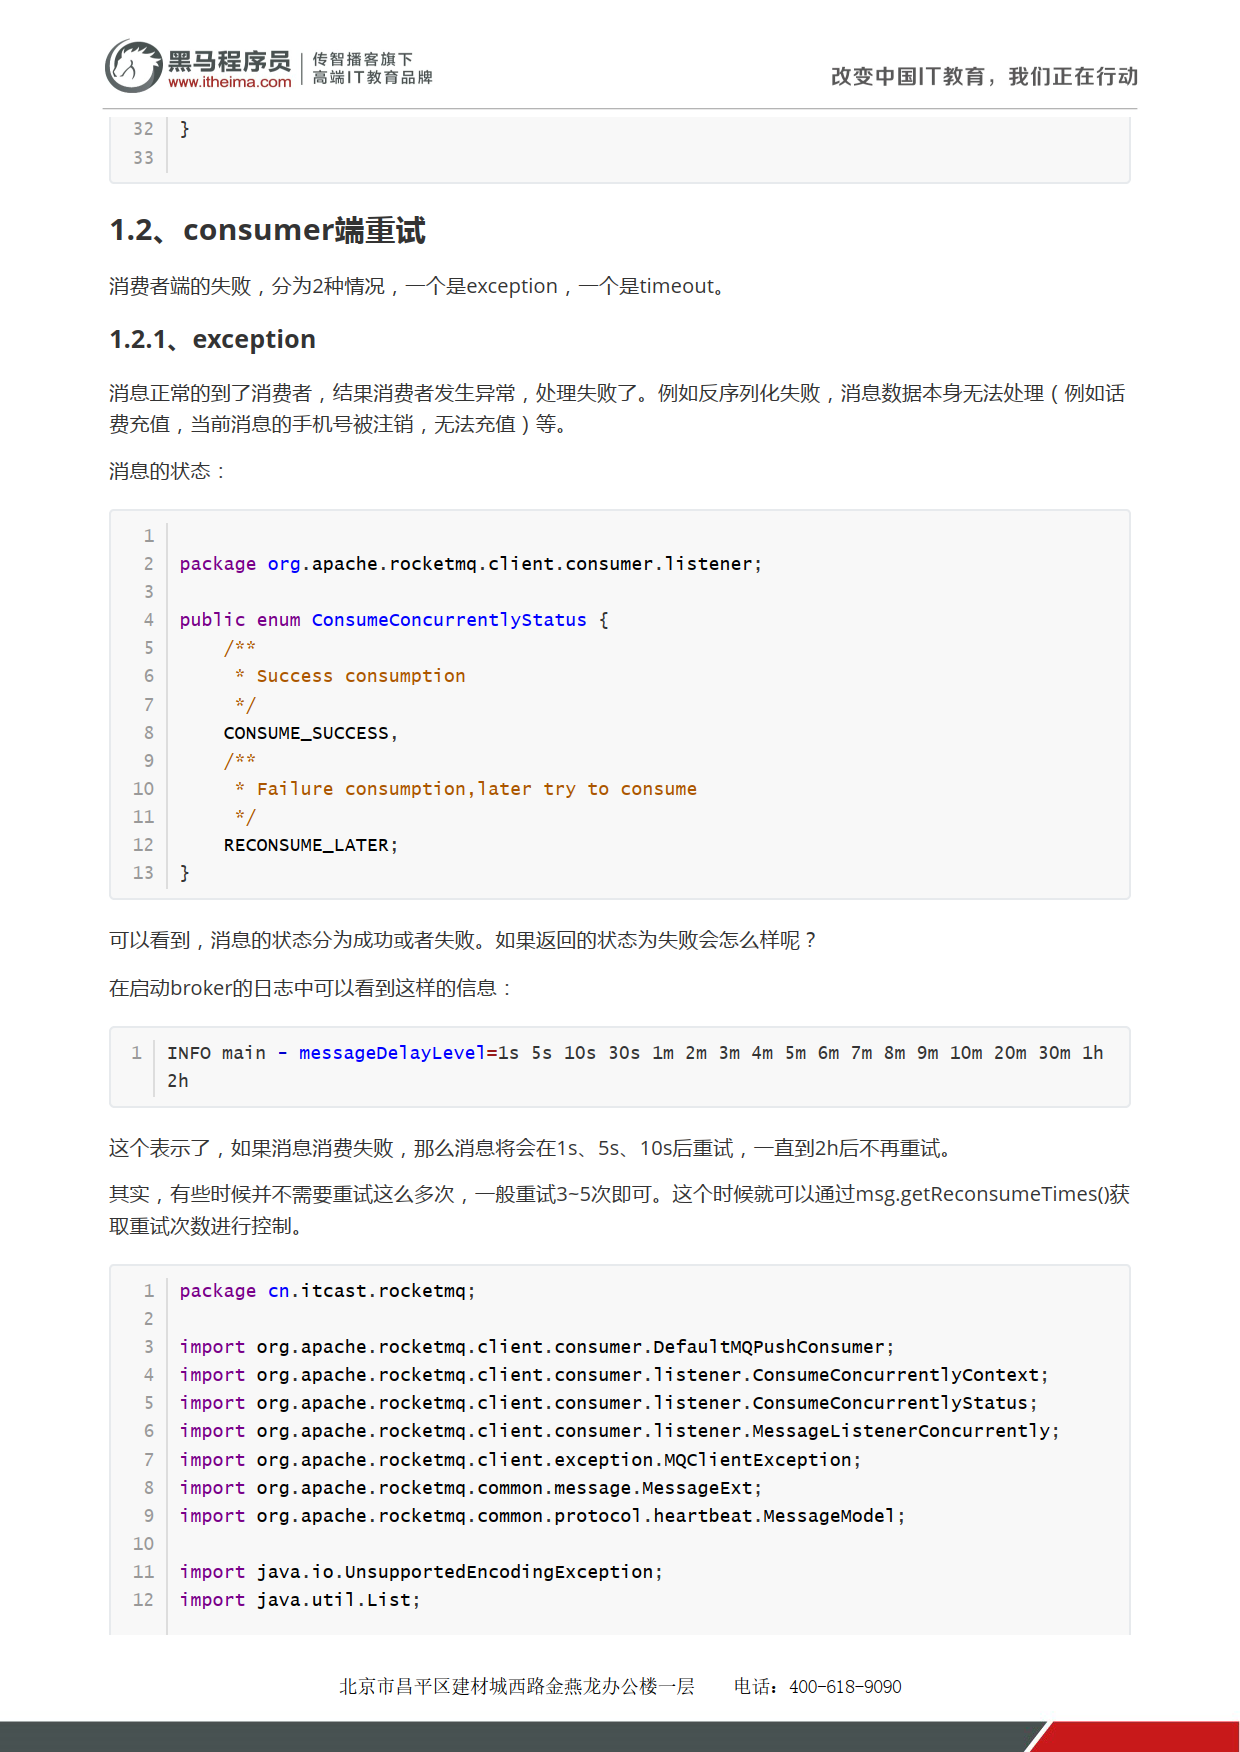 黑马程序员
www.itheima.com
传智播客旗下
高端IT教育品牌
改变中国IT教育，我们正在行动
32 }
33
1.2、consumer端重试
消费者端的失败，分为2种情况，一个是exception，一个是timeout。
1.2.1、exception
消息正常的到了消费者，结果消费者发生异常，处理失败了。例如反序列化失败，消息数据本身无法处理（例如话
费充值，当前消息的手机号被注销，无法充值）等。
消息的状态：
1
2 package org.apache.rocketmq.client.consumer.listener;
3
4 public enum ConsumeConcurrentlyStatus {
5     /**
6      * Success consumption
7      */
8     CONSUME_SUCCESS,
9     /**
10      * Failure consumption,later try to consume
11      */
12     RECONSUME_LATER;
13 }
可以看到，消息的状态分为成功或者失败。如果返回的状态为失败会怎么样呢？
在启动broker的日志中可以看到这样的信息：
1 INFO main - messageDelayLevel=1s 5s 10s 30s 1m 2m 3m 4m 5m 6m 7m 8m 9m 10m 20m 30m 1h
2h
这个表示了，如果消息消费失败，那么消息将会在1s、5s、10s后重试，一直到2h后不再重试。
其实，有些时候并不需要重试这么多次，一般重试3~5次即可。这个时候就可以通过msg.getReconsumeTimes()获
取重试次数进行控制。
1 package cn.itcast.rocketmq;
2
3 import org.apache.rocketmq.client.consumer.DefaultMQPushConsumer;
4 import org.apache.rocketmq.client.consumer.listener.ConsumeConcurrentlyContext;
5 import org.apache.rocketmq.client.consumer.listener.ConsumeConcurrentlyStatus;
6 import org.apache.rocketmq.client.consumer.listener.MessageListenerConcurrently;
7 import org.apache.rocketmq.client.exception.MQClientException;
8 import org.apache.rocketmq.common.message.MessageExt;
9 import org.apache.rocketmq.common.protocol.heartbeat.MessageModel;
10
11 import java.io.UnsupportedEncodingException;
12 import java.util.List;
北京市昌平区建材城西路金燕龙办公楼一层 电话：400-618-9090